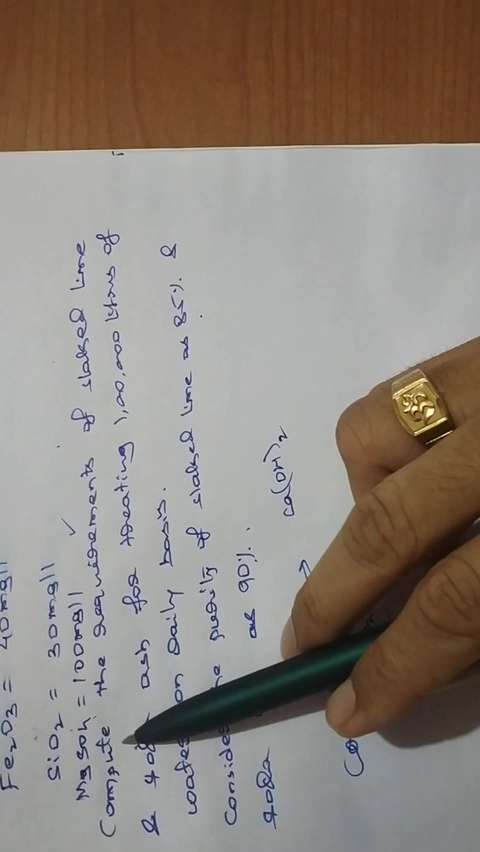 Fe2O3 = 40mg/l
SiO2 = 30mg/l
MgSO4 = 100mg/l ✓
Compute the requirements of slaked lime
& soda ash for treating 1,00,000 litres of
water on daily basis.
Consider the purity of slaked lime as 85% &
soda as 90%.
→ Ca(OH)2